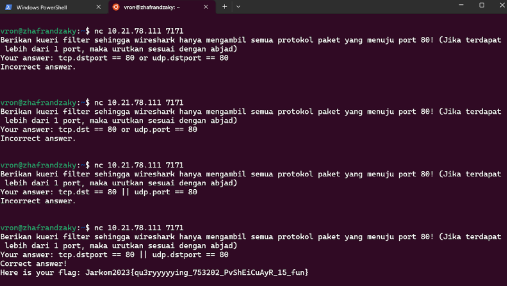 Windows PowerShell
vron@zhafrandzaky: ~
vron@zhafrandzaky:~$ nc 10.21.78.111 7171
Berikan kueri filter sehingga wireshark hanya mengambil semua protokol paket yang menuju port 80! (Jika terdapat
lebih dari 1 port, maka urutkan sesuai dengan abjad)
Your answer: tcp.dstport == 80 or udp.dstport == 80
Incorrect answer.
vron@zhafrandzaky:~$ nc 10.21.78.111 7171
Berikan kueri filter sehingga wireshark hanya mengambil semua protokol paket yang menuju port 80! (Jika terdapat
lebih dari 1 port, maka urutkan sesuai dengan abjad)
Your answer: tcp.dst == 80 or udp.port == 80
Incorrect answer.
vron@zhafrandzaky:~$ nc 10.21.78.111 7171
Berikan kueri filter sehingga wireshark hanya mengambil semua protokol paket yang menuju port 80! (Jika terdapat
lebih dari 1 port, maka urutkan sesuai dengan abjad)
Your answer: tcp.dst == 80 || udp.port == 80
Incorrect answer.
vron@zhafrandzaky:~$ nc 10.21.78.111 7171
Berikan kueri filter sehingga wireshark hanya mengambil semua protokol paket yang menuju port 80! (Jika terdapat
lebih dari 1 port, maka urutkan sesuai dengan abjad)
Your answer: tcp.dstport == 80 || udp.dstport == 80
Correct answer!
Here is your flag: Jarkom2023{qu3ryyyyying_753202_PvShEiCuAyR_15_fun}